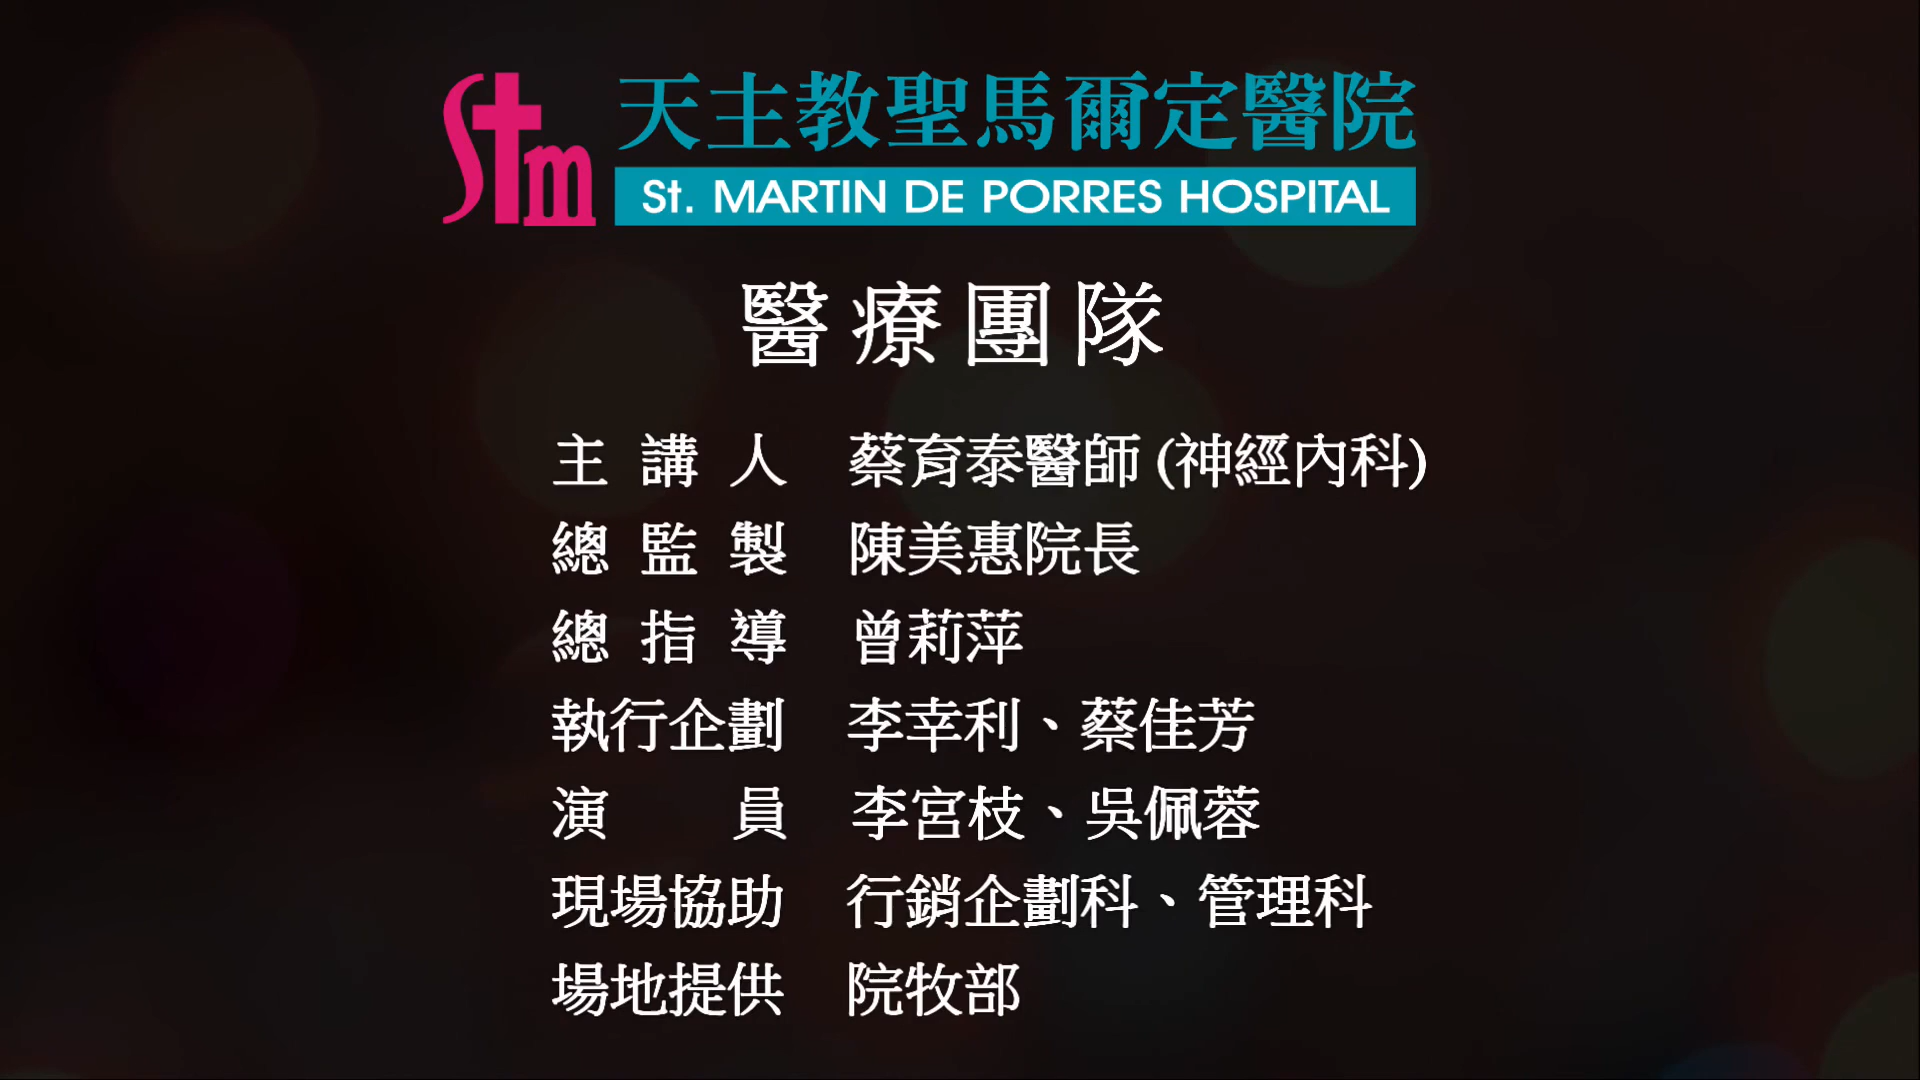 Stm
天主教聖馬爾定醫院
St. MARTIN DE PORRES HOSPITAL
醫療團隊
主講人 蔡育泰醫師(神經內科)
總監製 陳美惠院長
總指導 曾莉萍
執行企劃 李幸利、蔡佳芳
演員 李宮枝、吳佩蓉
現場協助 行銷企劃科、管理科
場地提供 院牧部